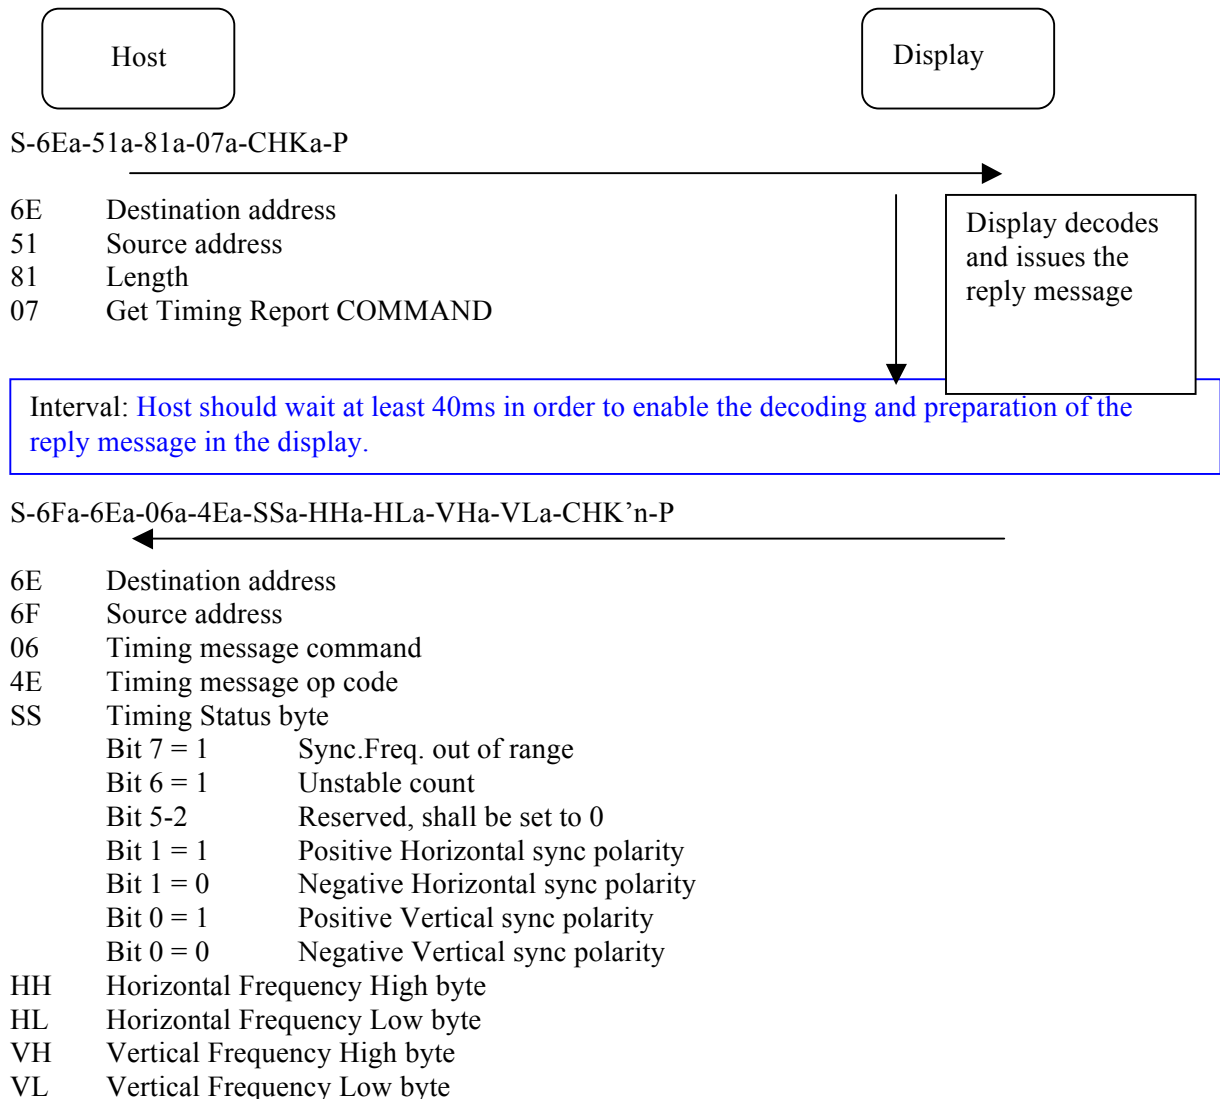 Host
Display
S-6Ea-51a-81a-07a-CHKa-P
6E Destination address
51 Source address
81 Length
07 Get Timing Report COMMAND
Display decodes
and issues the
reply message
Interval: Host should wait at least 40ms in order to enable the decoding and preparation of the
reply message in the display.
S-6Fa-6Ea-06a-4Ea-SSa-HHa-HLa-VHa-VLa-CHK’n-P
6E Destination address
6F Source address
06 Timing message command
4E Timing message op code
SS Timing Status byte
Bit 7 = 1 Sync.Freq. out of range
Bit 6 = 1 Unstable count
Bit 5-2 Reserved, shall be set to 0
Bit 1 = 1 Positive Horizontal sync polarity
Bit 1 = 0 Negative Horizontal sync polarity
Bit 0 = 1 Positive Vertical sync polarity
Bit 0 = 0 Negative Vertical sync polarity
HH Horizontal Frequency High byte
HL Horizontal Frequency Low byte
VH Vertical Frequency High byte
VL Vertical Frequency Low byte